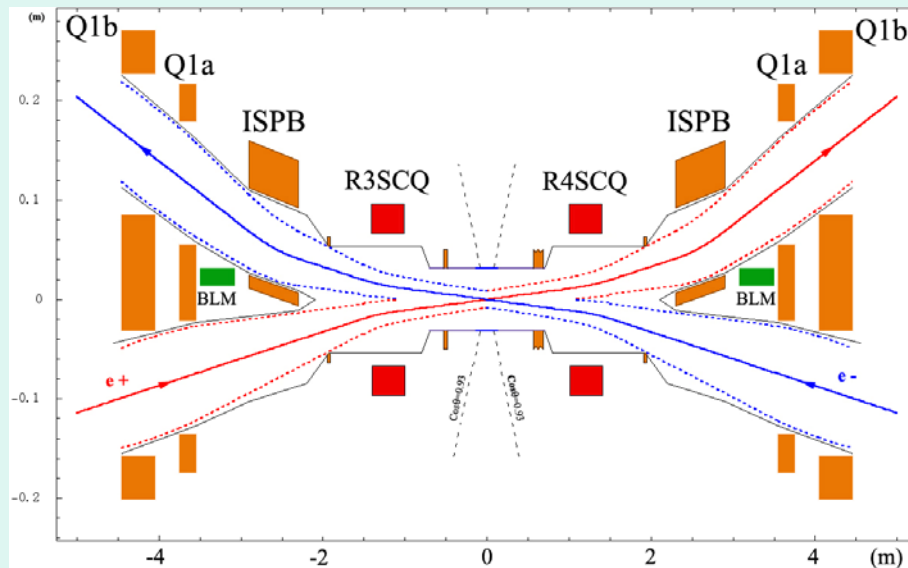 (m)
Q1b Q1b
Q1a Q1a
0.2
ISPB ISPB
R3SCQ R4SCQ
0.1
BLM BLM
0
e+ e-
-0.1
Cosθ=0.93 Cosθ=0.93
-0.2
-4 -2 0 2 4 (m)